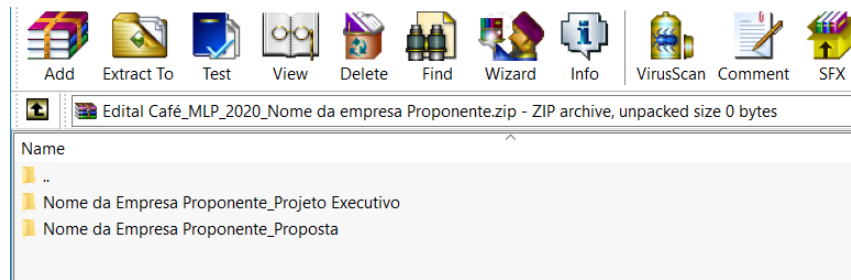 Add Extract To Test View Delete Find Wizard Info VirusScan Comment SFX
Edital Café_MLP_2020_Nome da empresa Proponente.zip - ZIP archive, unpacked size 0 bytes
Name
..
Nome da Empresa Proponente_Projeto Executivo
Nome da Empresa Proponente_Proposta